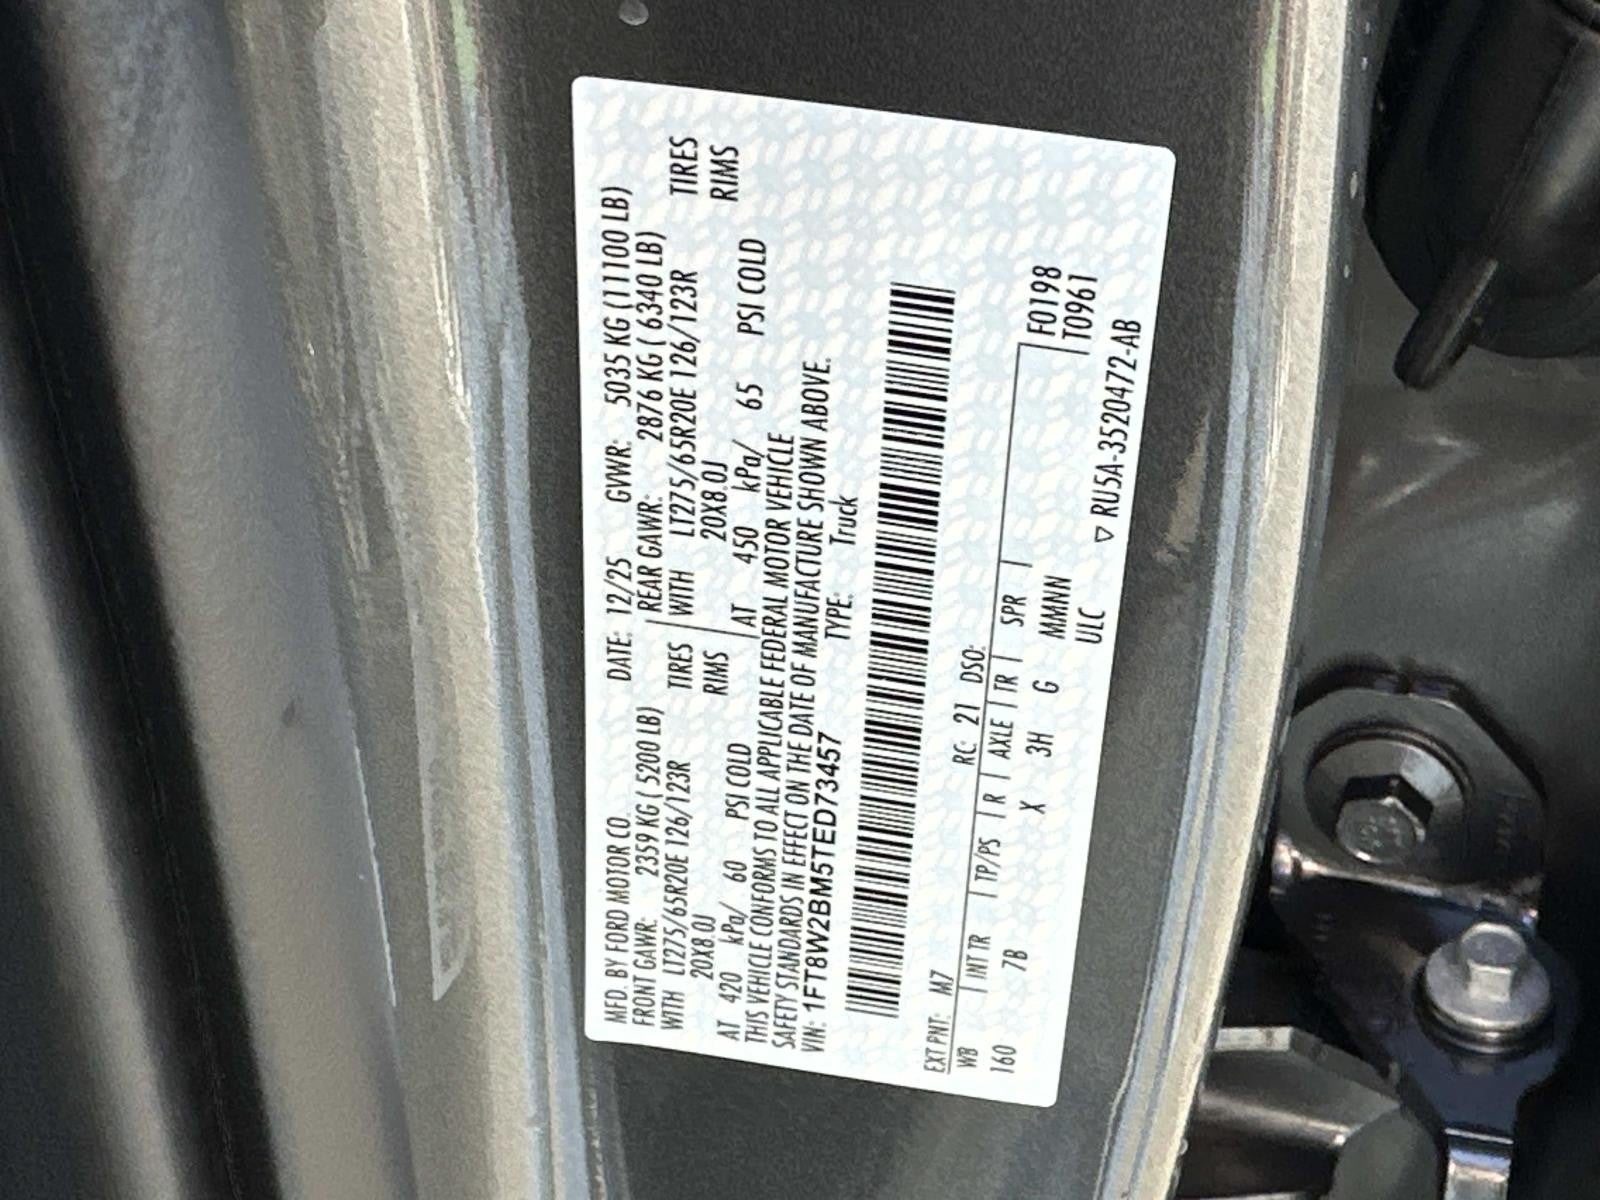 MFD. BY FORD MOTOR CO. DATE: 12/25 GVWR: 5035 KG (11100 LB)
FRONT GAWR: 2359 KG ( 5200 LB) REAR GAWR: 2876 KG ( 6340 LB)
WITH LT275/65R20E 126/123R TIRES WITH LT275/65R20E 126/123R TIRES
20X8.0J RIMS 20X8.0J RIMS
AT 420 kPa/ 60 PSI COLD AT 450 kPa/ 65 PSI COLD
THIS VEHICLE CONFORMS TO ALL APPLICABLE FEDERAL MOTOR VEHICLE
SAFETY STANDARDS IN EFFECT ON THE DATE OF MANUFACTURE SHOWN ABOVE.
VIN: 1FT8W2BM5TED73457 TYPE: Truck
EXT PNT: M7 RC: 21 DSO:
WB INT TR TP/PS R AXLE TR SPR F0198
160 7B X 3H G MMNN T0961
ULC ▽ RU5A-3520472-AB